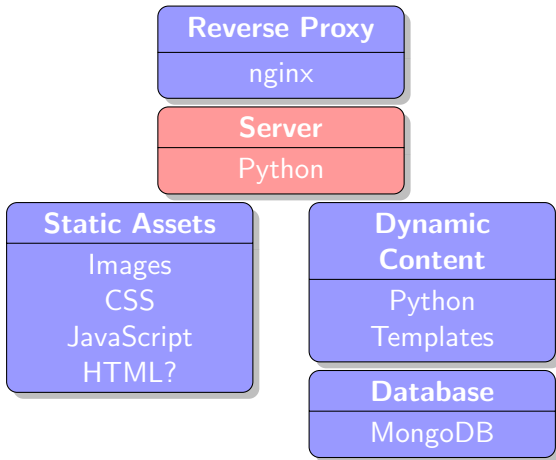 Reverse Proxy
nginx
Server
Python
Static Assets
Images
CSS
JavaScript
HTML?
Dynamic
Content
Python
Templates
Database
MongoDB